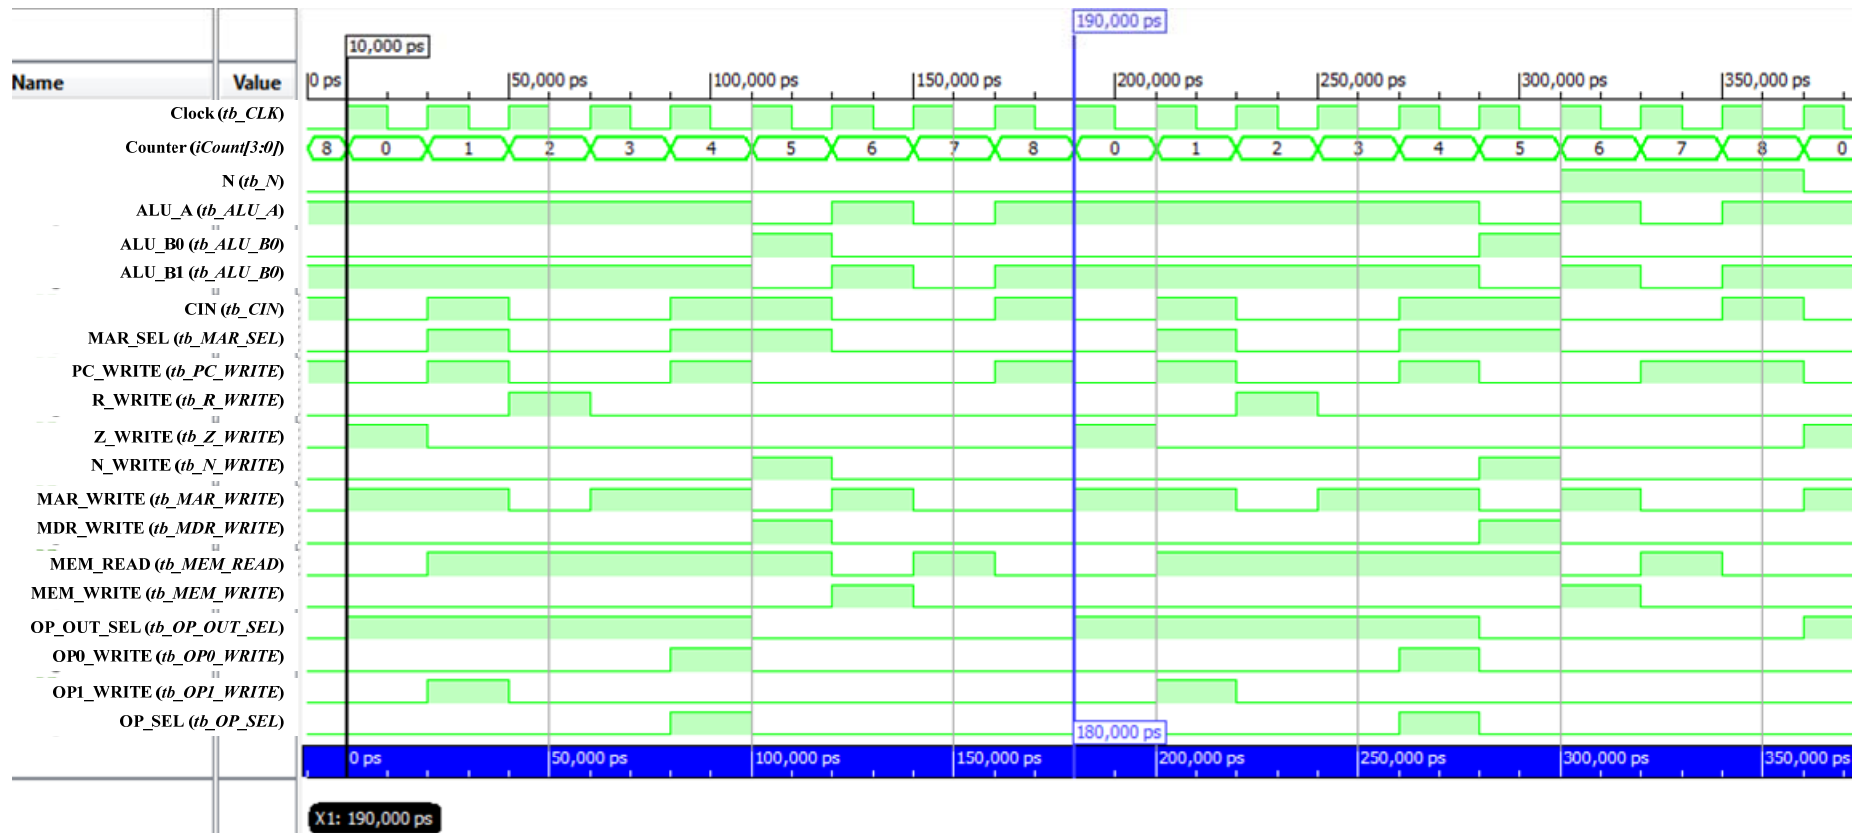 190,000 ps
10,000 ps
Name Value 0 ps 50,000 ps 100,000 ps 150,000 ps 200,000 ps 250,000 ps 300,000 ps 350,000 ps
Clock (tb_CLK)
Counter (iCount[3:0]) 8 0 1 2 3 4 5 6 7 8 0 1 2 3 4 5 6 7 8 0
N (tb_N)
ALU_A (tb_ALU_A)
ALU_B0 (tb_ALU_B0)
ALU_B1 (tb_ALU_B0)
CIN (tb_CIN)
MAR_SEL (tb_MAR_SEL)
PC_WRITE (tb_PC_WRITE)
R_WRITE (tb_R_WRITE)
Z_WRITE (tb_Z_WRITE)
N_WRITE (tb_N_WRITE)
MAR_WRITE (tb_MAR_WRITE)
MDR_WRITE (tb_MDR_WRITE)
MEM_READ (tb_MEM_READ)
MEM_WRITE (tb_MEM_WRITE)
OP_OUT_SEL (tb_OP_OUT_SEL)
OP0_WRITE (tb_OP0_WRITE)
OP1_WRITE (tb_OP1_WRITE)
OP_SEL (tb_OP_SEL)
180,000 ps
0 ps 50,000 ps 100,000 ps 150,000 ps 200,000 ps 250,000 ps 300,000 ps 350,000 ps
X1: 190,000 ps